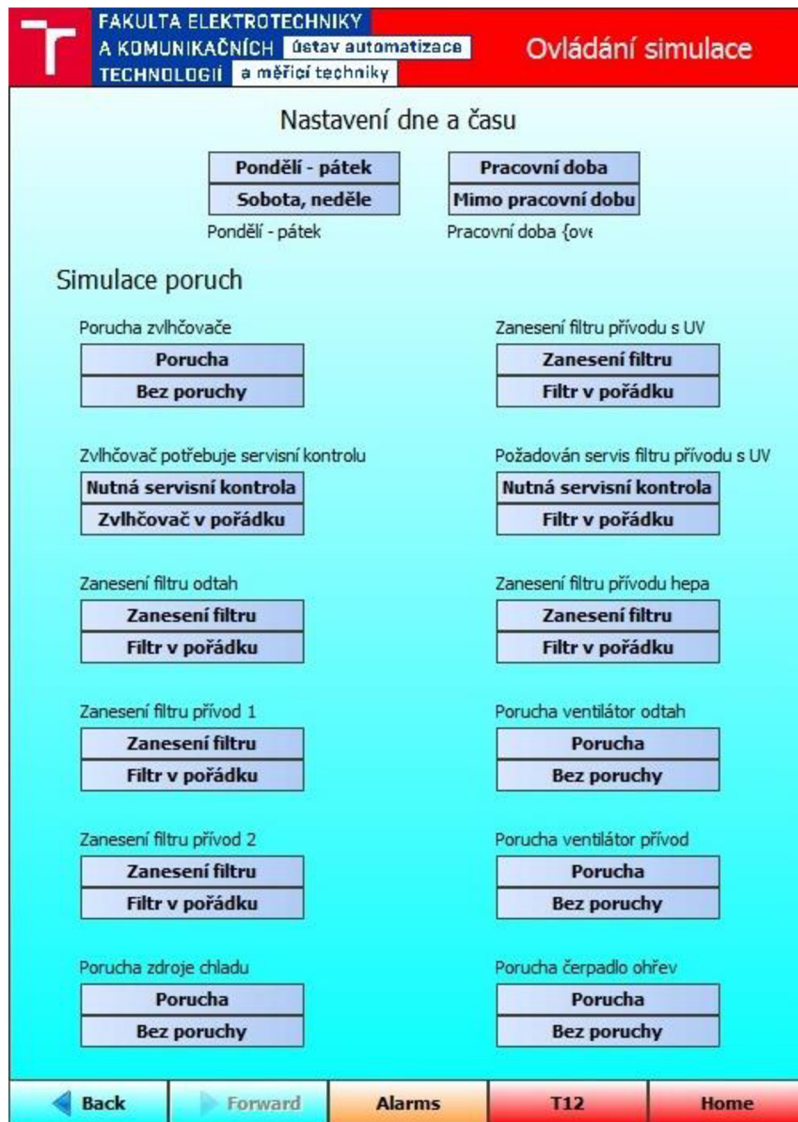 FAKULTA ELEKTROTECHNIKY
A KOMUNIKAČNÍCH ústav automatizace
TECHNOLOGIÍ a měřicí techniky
Ovládání simulace
Nastavení dne a času
Pondělí - pátek
Sobota, neděle
Pondělí - pátek
Pracovní doba
Mimo pracovní dobu
Pracovní doba {ove
Simulace poruch
Porucha zvlhčovače
Porucha
Bez poruchy
Zanesení filtru přívodu s UV
Zanesení filtru
Filtr v pořádku
Zvlhčovač potřebuje servisní kontrolu
Nutná servisní kontrola
Zvlhčovač v pořádku
Požadován servis filtru přívodu s UV
Nutná servisní kontrola
Filtr v pořádku
Zanesení filtru odtah
Zanesení filtru
Filtr v pořádku
Zanesení filtru přívodu hepa
Zanesení filtru
Filtr v pořádku
Zanesení filtru přívod 1
Zanesení filtru
Filtr v pořádku
Porucha ventilátor odtah
Porucha
Bez poruchy
Zanesení filtru přívod 2
Zanesení filtru
Filtr v pořádku
Porucha ventilátor přívod
Porucha
Bez poruchy
Porucha zdroje chladu
Porucha
Bez poruchy
Porucha čerpadlo ohřev
Porucha
Bez poruchy
Back
Forward
Alarms
T12
Home